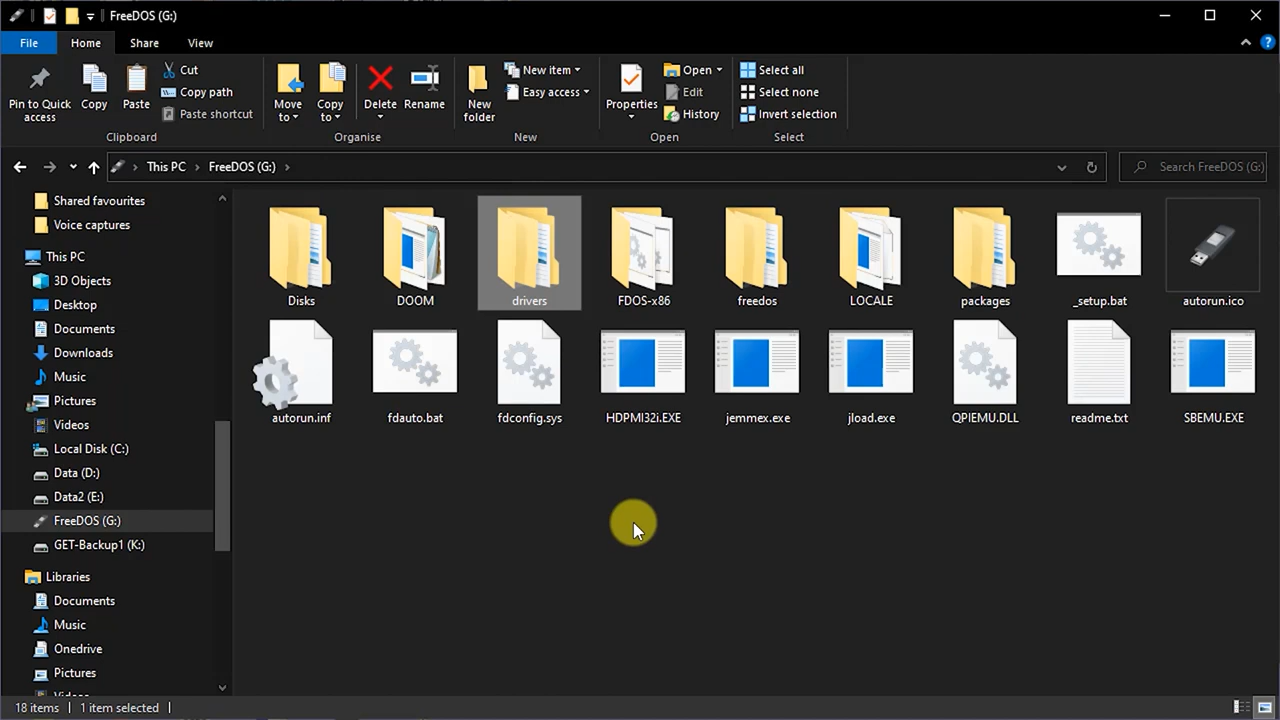 FreeDOS (G:)
File Home Share View
Pin to Quick access
Copy
Paste
Cut
Copy path
Paste shortcut
Clipboard
Move to
Copy to
Delete
Rename
Organise
New folder
New item
Easy access
New
Properties
Open
Edit
History
Open
Select all
Select none
Invert selection
Select
This PC > FreeDOS (G:) >
Search FreeDOS (G:)
Shared favourites
Voice captures
This PC
3D Objects
Desktop
Documents
Downloads
Music
Pictures
Videos
Local Disk (C:)
Data (D:)
Data2 (E:)
FreeDOS (G:)
GET-Backup1 (K:)
Libraries
Documents
Music
Onedrive
Pictures
Disks DOOM drivers FDOS-x86 freedos LOCALE packages _setup.bat autorun.ico
autorun.inf fdauto.bat fdconfig.sys HDPMI32i.EXE jemmex.exe jload.exe QPIEMU.DLL readme.txt SBEMU.EXE
18 items 1 item selected